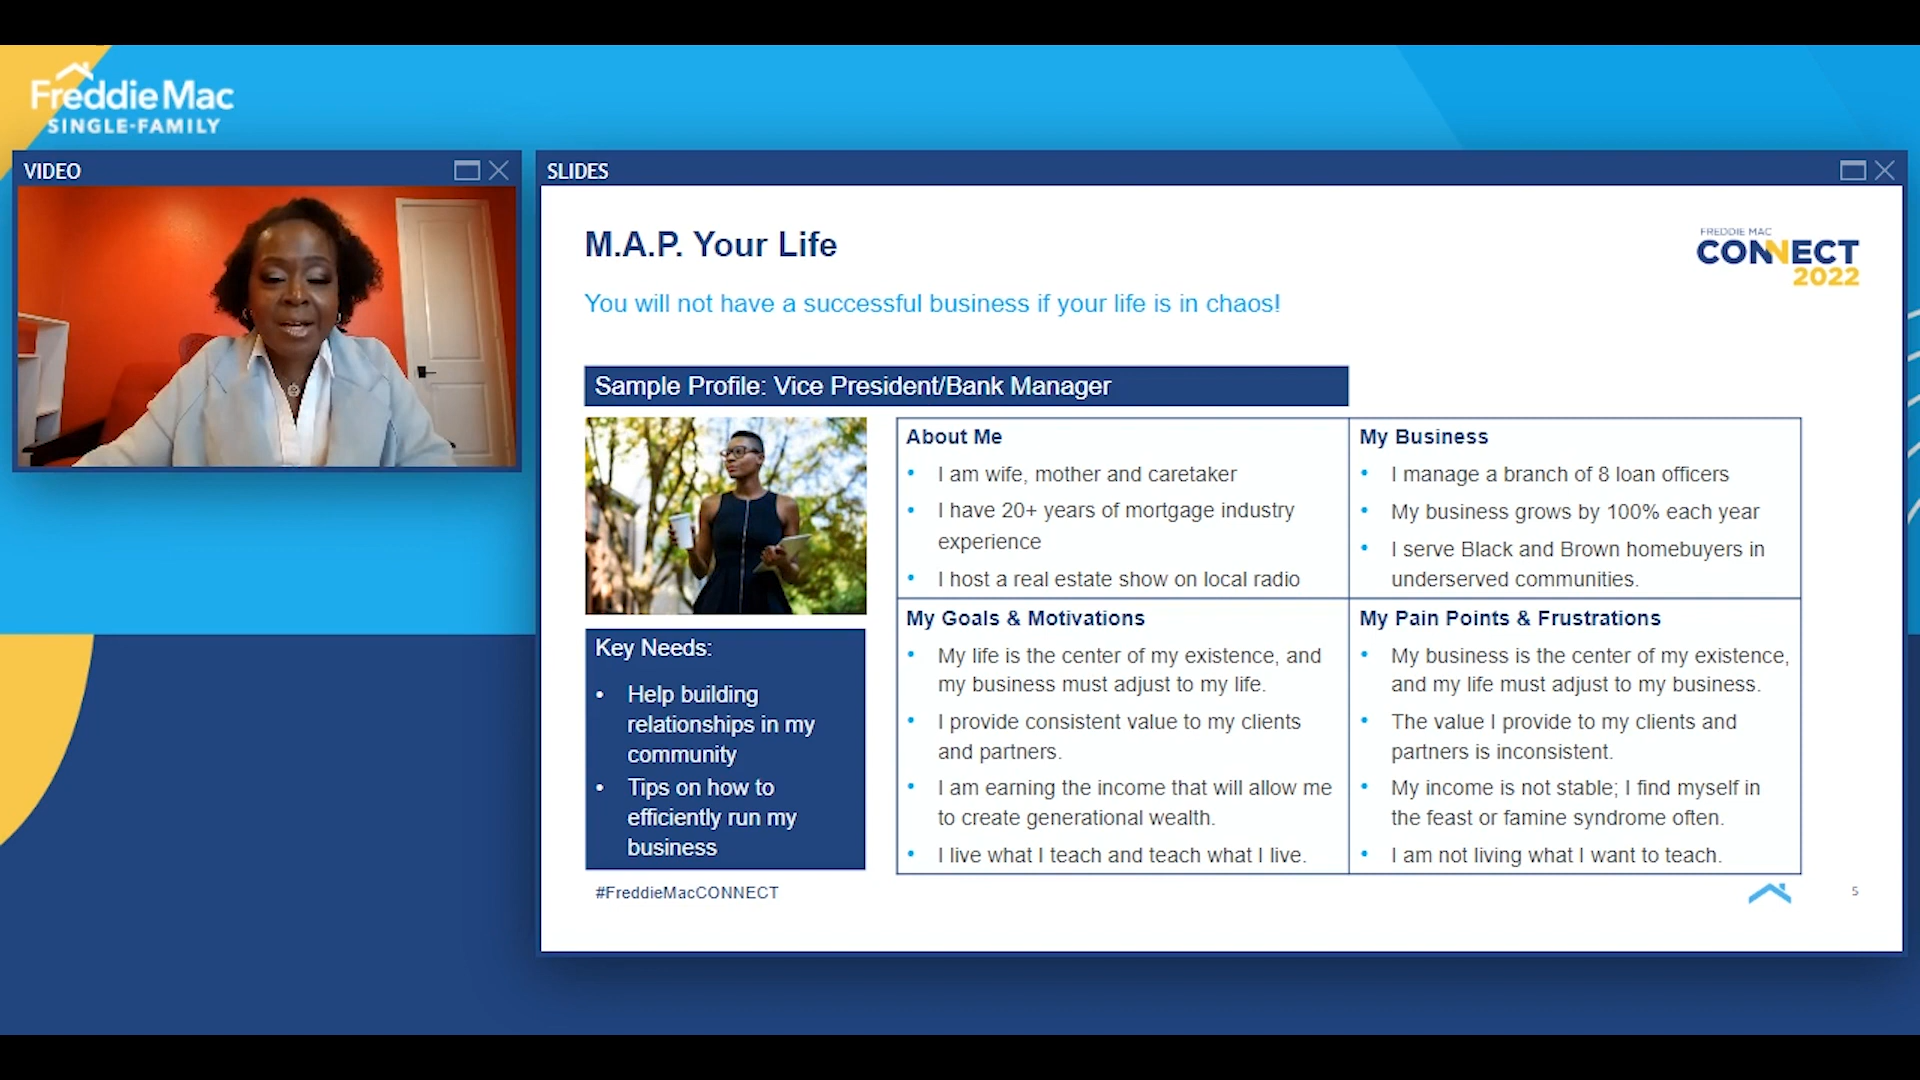 Freddie Mac
SINGLE-FAMILY
VIDEO
SLIDES
M.A.P. Your Life
You will not have a successful business if your life is in chaos!
FREDDIE MAC
CONNECT
2022
Sample Profile: Vice President/Bank Manager
Key Needs:
• Help building
relationships in my
community
• Tips on how to
efficiently run my
business
About Me
• I am wife, mother and caretaker
• I have 20+ years of mortgage industry
experience
• I host a real estate show on local radio
My Business
• I manage a branch of 8 loan officers
• My business grows by 100% each year
• I serve Black and Brown homebuyers in
underserved communities.
My Goals & Motivations
• My life is the center of my existence, and
my business must adjust to my life.
• I provide consistent value to my clients
and partners.
• I am earning the income that will allow me
to create generational wealth.
• I live what I teach and teach what I live.
My Pain Points & Frustrations
• My business is the center of my existence,
and my life must adjust to my business.
• The value I provide to my clients and
partners is inconsistent.
• My income is not stable; I find myself in
the feast or famine syndrome often.
• I am not living what I want to teach.
#FreddieMacCONNECT
5